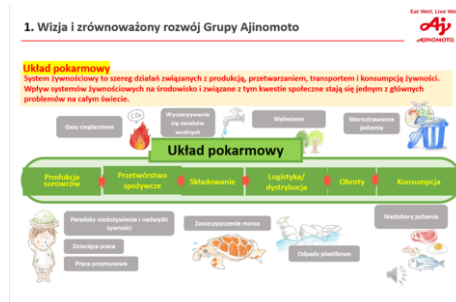 1. Wizja i zrównoważony rozwój Grupy Ajinomoto
Eat Well, Live Well.
AJINOMOTO
Układ pokarmowy
System żywnościowy to szereg działań związanych z produkcją, przetwarzaniem, transportem i konsumpcją żywności.
Wpływ systemów żywnościowych na środowisko i związane z tym kwestie społeczne stają się jednym z głównych
problemów na całym świecie.
Gazy cieplarniane
Wyczerpywanie
się zasobów
wodnych
Wylesianie
Marnotrawienie
jedzenia
Układ pokarmowy
Produkcja
surowców
Przetwórstwo
spożywcze
Składowanie
Logistyka/
dystrybucja
Obroty
Konsumpcja
Paradoks niedożywienia i nadwyżki
żywności
Dziecięca praca
Praca przymusowa
Zanieczyszczenie morza
Odpady plastikowe
Niedobory jedzenia